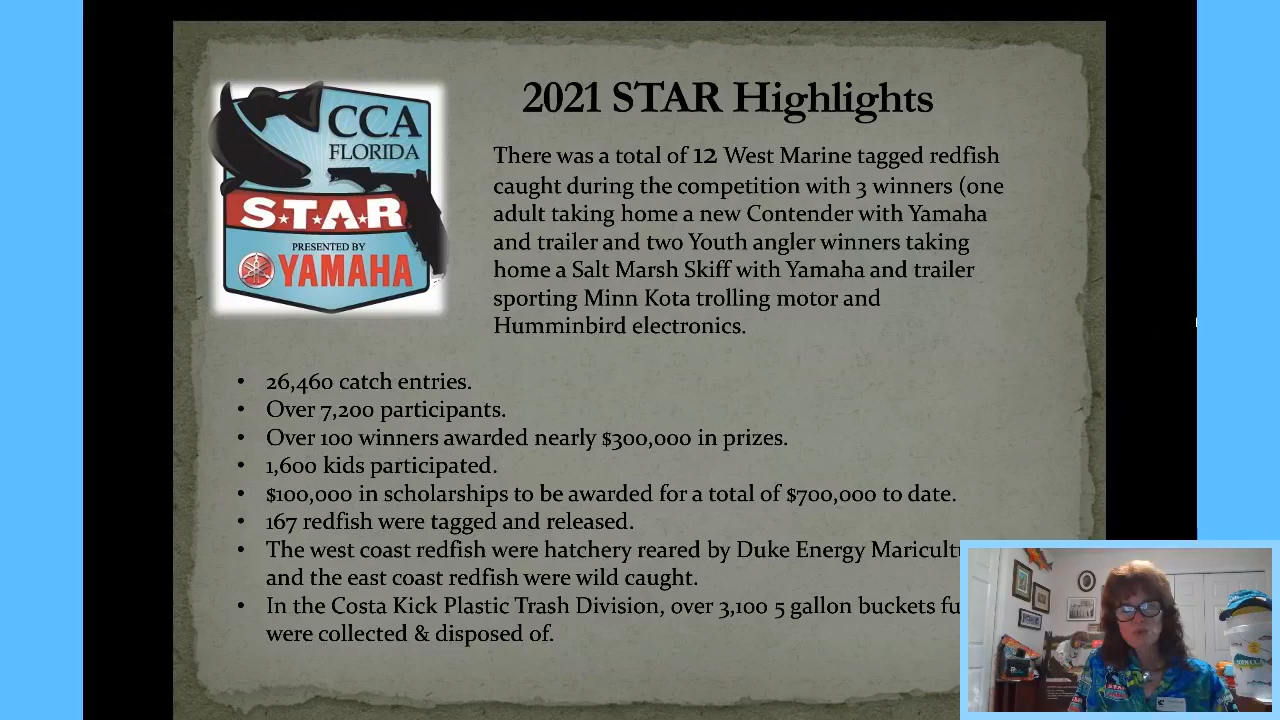 CCA
FLORIDA
2021 STAR Highlights
There was a total of 12 West Marine tagged redfish
caught during the competition with 3 winners (one
adult taking home a new Contender with Yamaha
and trailer and two Youth angler winners taking
home a Salt Marsh Skiff with Yamaha and trailer
sporting Minn Kota trolling motor and
Humminbird electronics.
S★T★A★R
PRESENTED BY
YAMAHA
• 26,460 catch entries.
• Over 7,200 participants.
• Over 100 winners awarded nearly $300,000 in prizes.
• 1,600 kids participated.
• $100,000 in scholarships to be awarded for a total of $700,000 to date.
• 167 redfish were tagged and released.
• The west coast redfish were hatchery reared by Duke Energy
and the east coast redfish were wild caught.
• In the Costa Kick Plastic Trash Division, over 3,100 5 gallon buckets
were collected & disposed of.
STAR